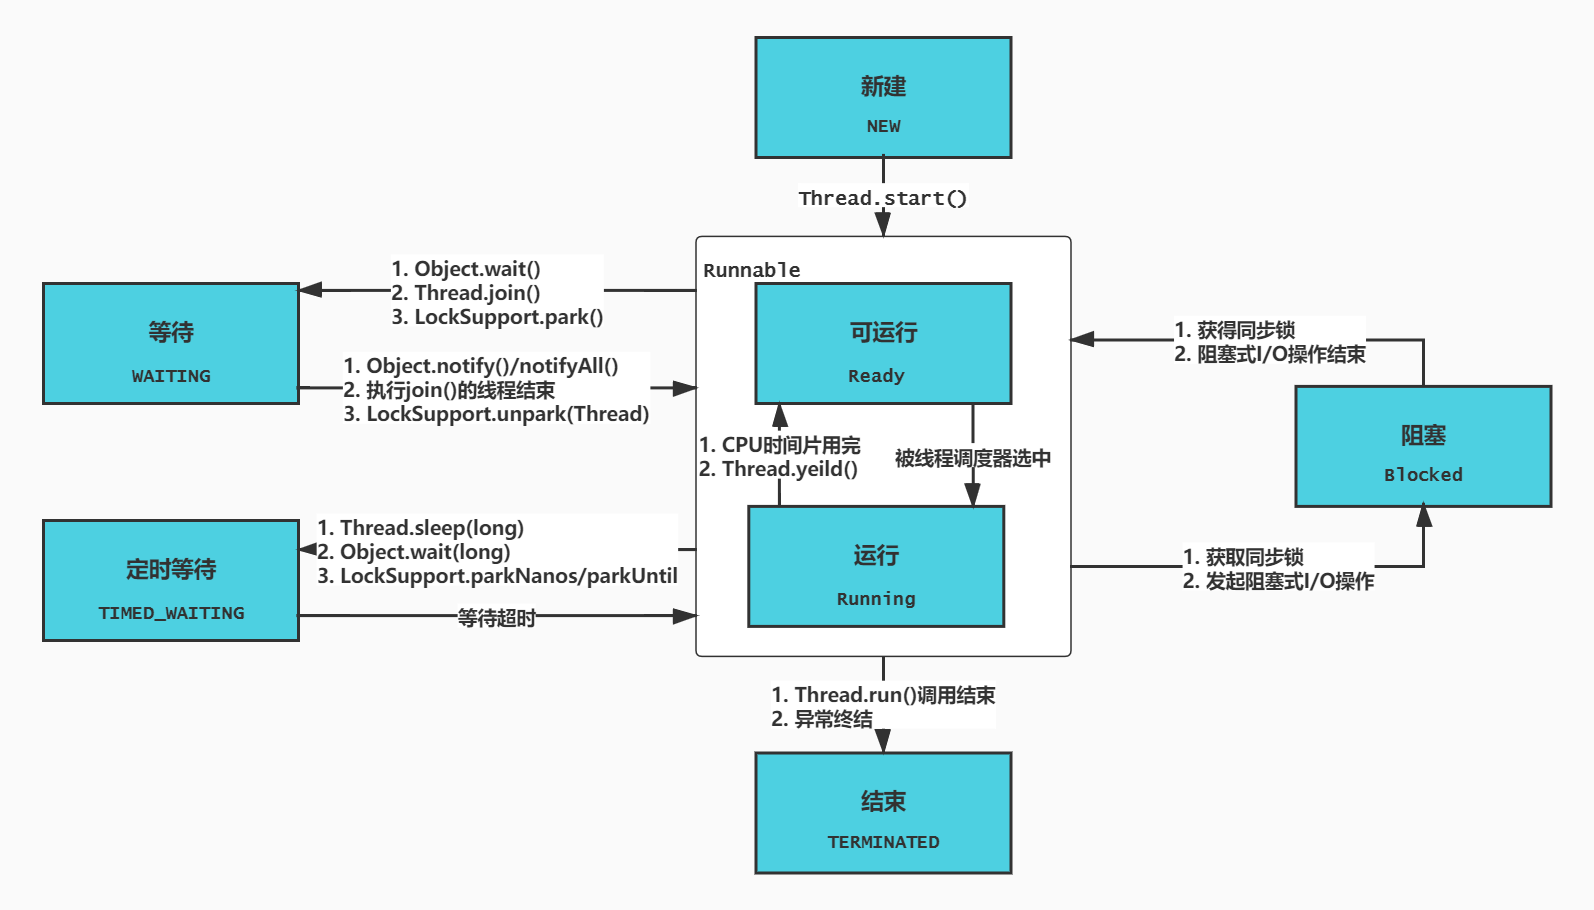 新建
NEW
Thread.start()
Runnable
1. Object.wait()
2. Thread.join()
3. LockSupport.park()
等待
WAITING
1. Object.notify()/notifyAll()
2. 执行join()的线程结束
3. LockSupport.unpark(Thread)
可运行
Ready
1. 获得同步锁
2. 阻塞式I/O操作结束
阻塞
Blocked
1. CPU时间片用完
2. Thread.yeild()
被线程调度器选中
定时等待
TIMED_WAITING
1. Thread.sleep(long)
2. Object.wait(long)
3. LockSupport.parkNanos/parkUntil
等待超时
运行
Running
1. 获取同步锁
2. 发起阻塞式I/O操作
1. Thread.run()调用结束
2. 异常终结
结束
TERMINATED